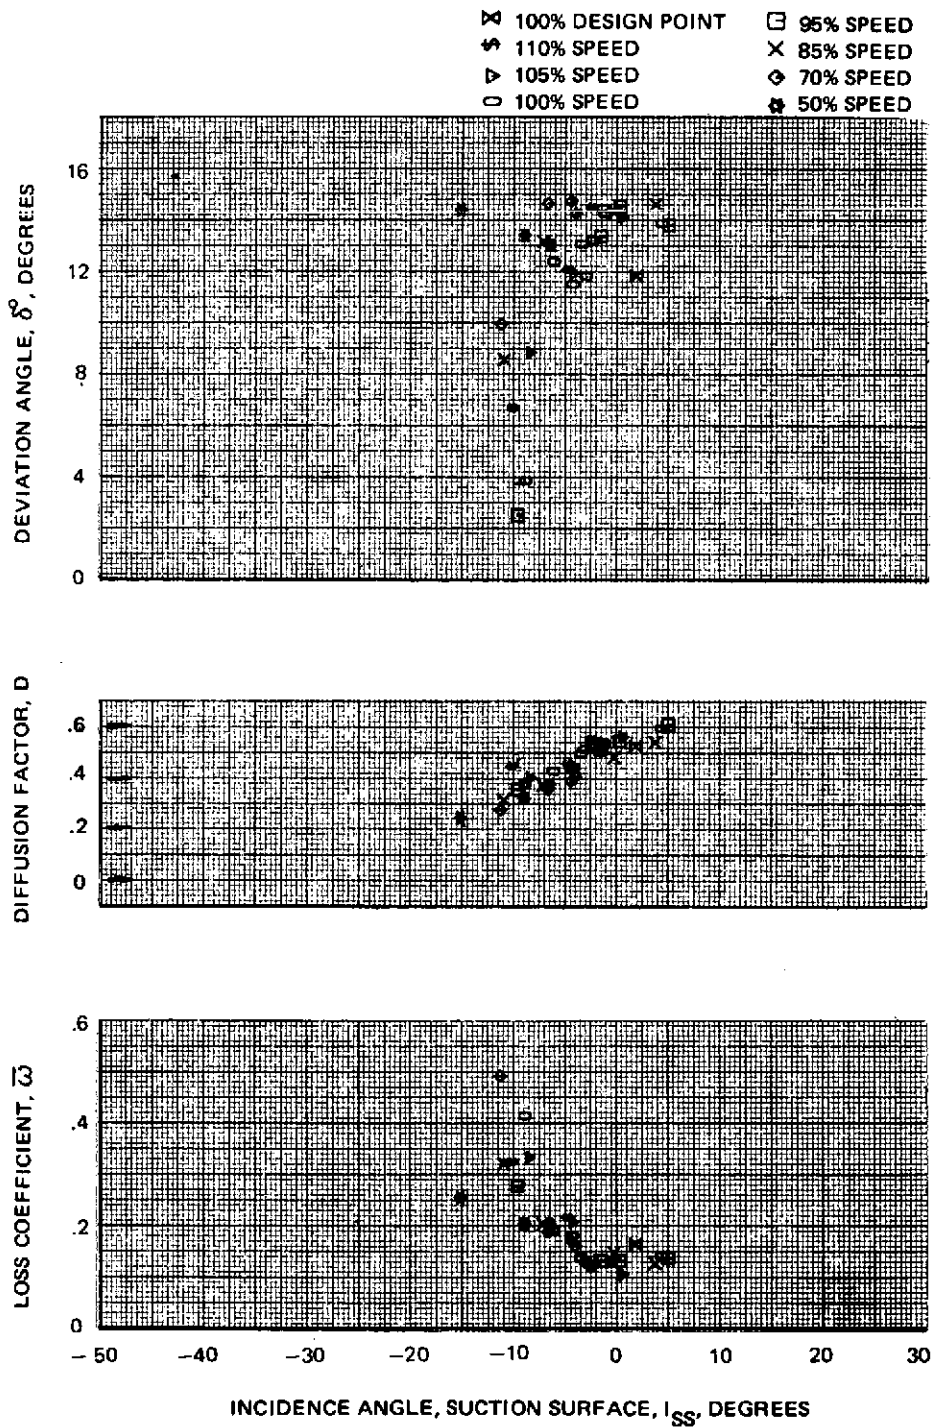 100% DESIGN POINT
110% SPEED
105% SPEED
100% SPEED
95% SPEED
85% SPEED
70% SPEED
50% SPEED
DEVIATION ANGLE, δ°, DEGREES
16
12
8
4
0
DIFFUSION FACTOR, D
.6
.4
.2
0
LOSS COEFFICIENT, ω̅
.6
.4
.2
0
−50 −40 −30 −20 −10 0 10 20 30
INCIDENCE ANGLE, SUCTION SURFACE, I_SS, DEGREES